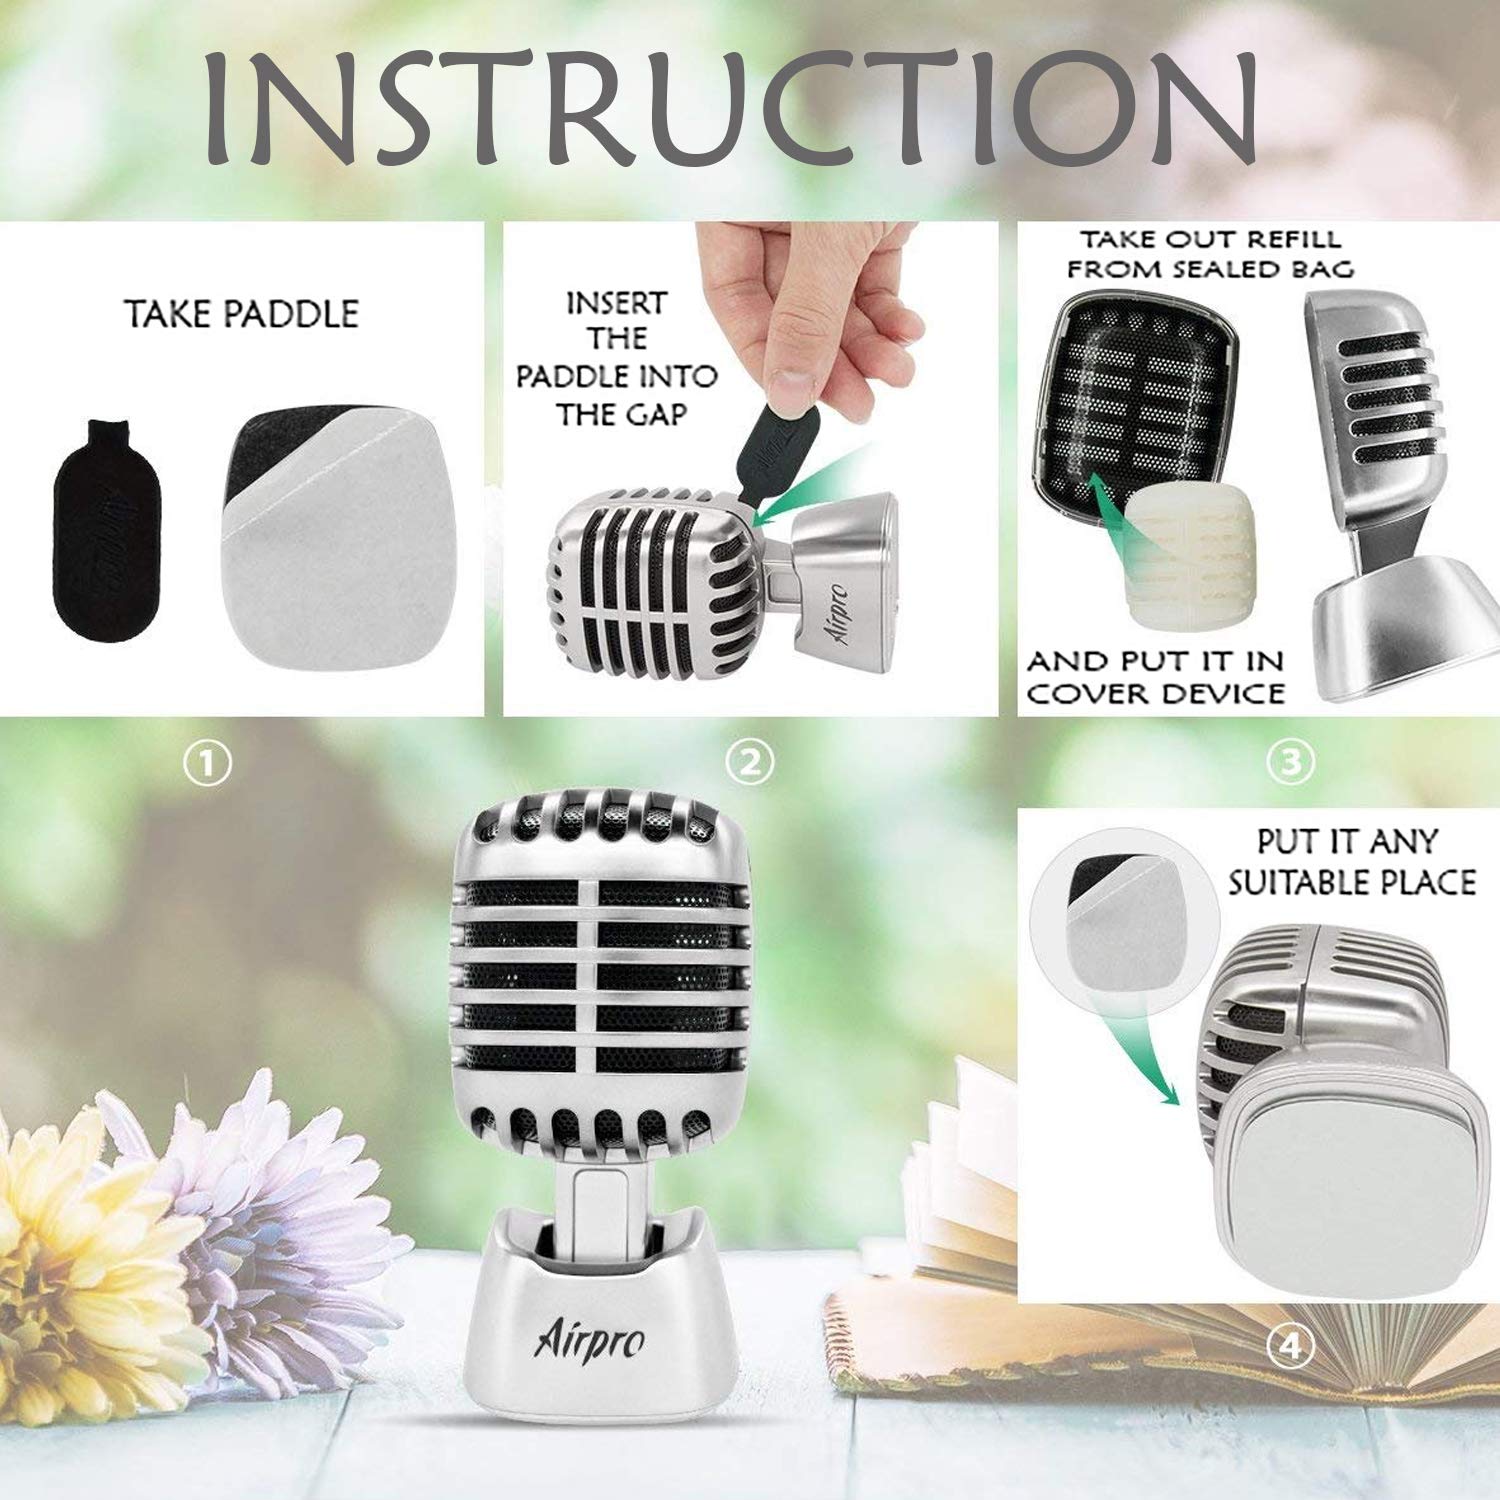 INSTRUCTION
TAKE PADDLE
INSERT
THE
PADDLE INTO
THE GAP
Airpro
TAKE OUT REFILL
FROM SEALED BAG
AND PUT IT IN
COVER DEVICE
1
2
3
PUT IT ANY
SUITABLE PLACE
Airpro
4